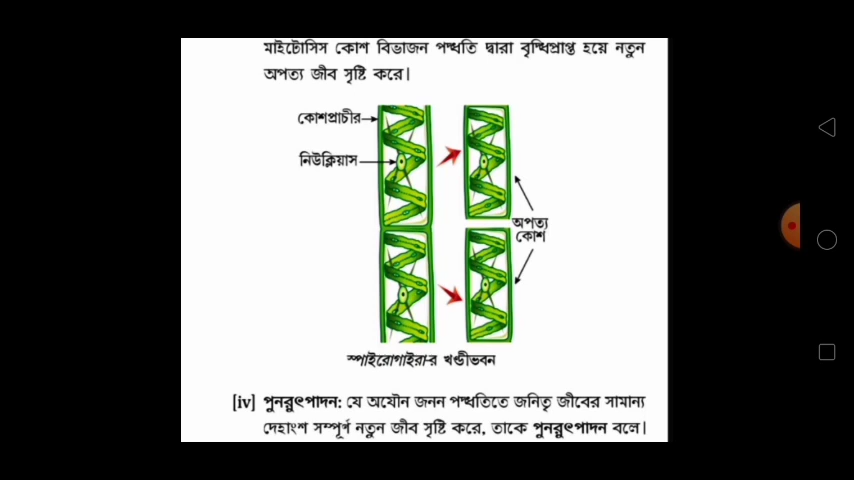 মাইটোসিস কোশ বিভাজন পদ্ধতি দ্বারা বৃদ্ধিপ্রাপ্ত হয়ে নতুন
অপত্য জীব সৃষ্টি করে।
কোশপ্রাচীর
নিউক্লিয়াস
অপত্য
কোশ
স্পাইরোগাইরা-র খণ্ডীভবন
[iv] পুনরুৎপাদন: যে অযৌন জনন পদ্ধতিতে জনিতৃ জীবের সামান্য
দেহাংশ সম্পূর্ণ নতুন জীব সৃষ্টি করে, তাকে পুনরুৎপাদন বলে।